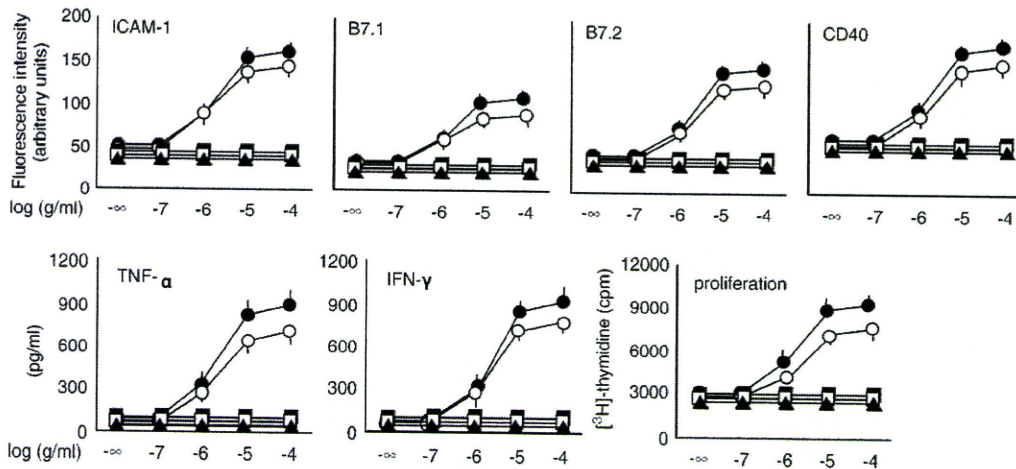 Fluorescence intensity
(arbitrary units)
200
150
100
50
0
ICAM-1
B7.1
B7.2
CD40
log (g/ml)
-∞ -7 -6 -5 -4
-∞ -7 -6 -5 -4
-∞ -7 -6 -5 -4
-∞ -7 -6 -5 -4
(pg/ml)
1200
900
600
300
0
TNF-α
1200
900
600
300
0
IFN-γ
[³H]-thymidine (cpm)
12000
9000
6000
3000
0
proliferation
log (g/ml)
-∞ -7 -6 -5 -4
-∞ -7 -6 -5 -4
-∞ -7 -6 -5 -4